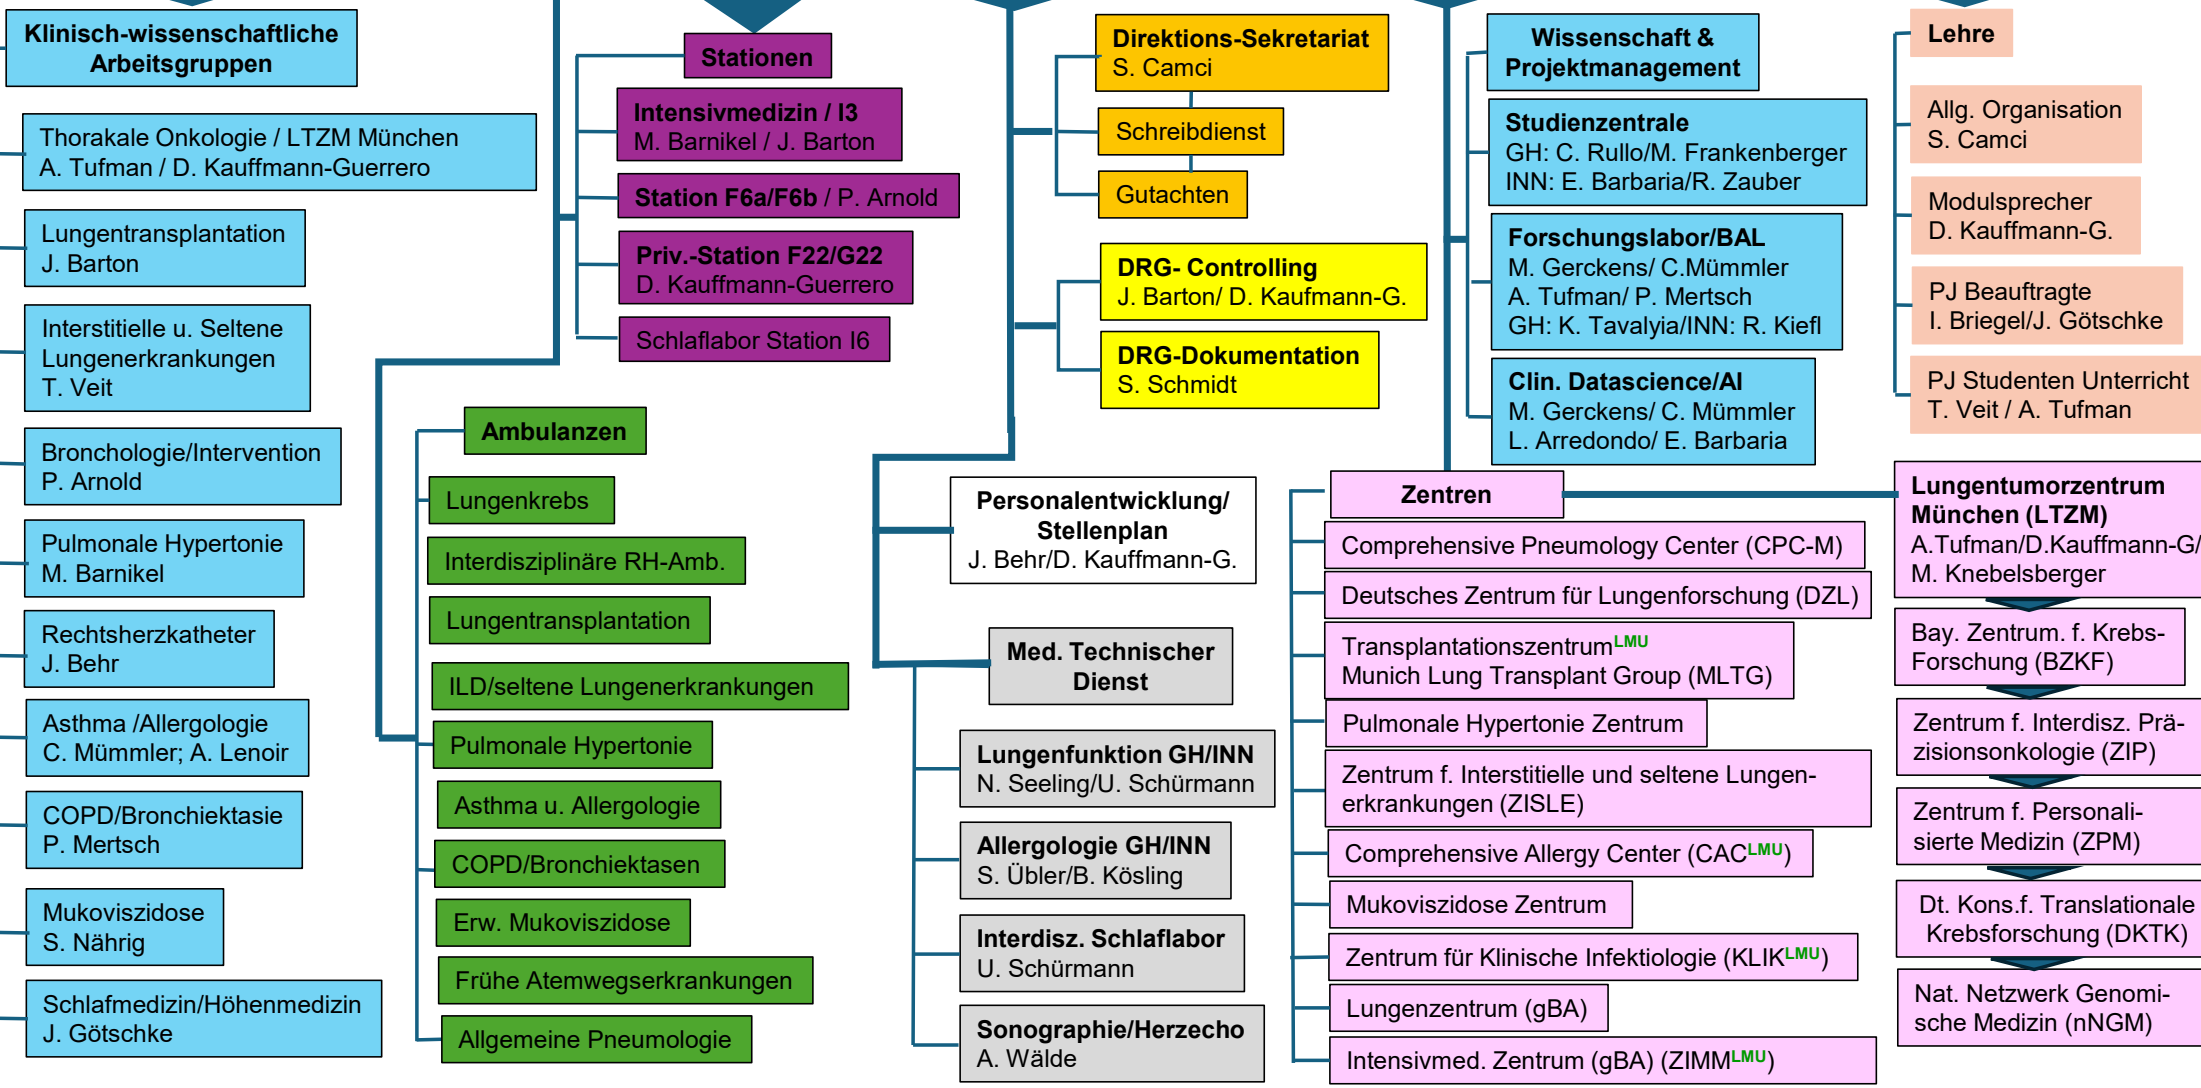 Klinisch-wissenschaftliche
Arbeitsgruppen
Thorakale Onkologie / LTZM München
A. Tufman / D. Kauffmann-Guerrero
Lungentransplantation
J. Barton
Interstitielle u. Seltene
Lungenerkrankungen
T. Veit
Bronchologie/Intervention
P. Arnold
Pulmonale Hypertonie
M. Barnikel
Rechtsherzkatheter
J. Behr
Asthma /Allergologie
C. Mümmler; A. Lenoir
COPD/Bronchiektasie
P. Mertsch
Mukoviszidose
S. Nährig
Schlafmedizin/Höhenmedizin
J. Götschke
Stationen
Intensivmedizin / I3
M. Barnikel / J. Barton
Station F6a/F6b / P. Arnold
Priv.-Station F22/G22
D. Kauffmann-Guerrero
Schlaflabor Station I6
Ambulanzen
Lungenkrebs
Interdisziplinäre RH-Amb.
Lungentransplantation
ILD/seltene Lungenerkrankungen
Pulmonale Hypertonie
Asthma u. Allergologie
COPD/Bronchiektasen
Erw. Mukoviszidose
Frühe Atemwegserkrankungen
Allgemeine Pneumologie
Direktions-Sekretariat
S. Camci
Schreibdienst
Gutachten
DRG- Controlling
J. Barton/ D. Kaufmann-G.
DRG-Dokumentation
S. Schmidt
Personalentwicklung/
Stellenplan
J. Behr/D. Kauffmann-G.
Med. Technischer
Dienst
Lungenfunktion GH/INN
N. Seeling/U. Schürmann
Allergologie GH/INN
S. Übler/B. Kösling
Interdisz. Schlaflabor
U. Schürmann
Sonographie/Herzecho
A. Wälde
Wissenschaft &
Projektmanagement
Studienzentrale
GH: C. Rullo/M. Frankenberger
INN: E. Barbaria/R. Zauber
Forschungslabor/BAL
M. Gerckens/ C.Mümmler
A. Tufman/ P. Mertsch
GH: K. Tavalyia/INN: R. Kiefl
Clin. Datascience/AI
M. Gerckens/ C. Mümmler
L. Arredondo/ E. Barbaria
Zentren
Comprehensive Pneumology Center (CPC-M)
Deutsches Zentrum für Lungenforschung (DZL)
TransplantationszentrumLMU
Munich Lung Transplant Group (MLTG)
Pulmonale Hypertonie Zentrum
Zentrum f. Interstitielle und seltene Lungen-
erkrankungen (ZISLE)
Comprehensive Allergy Center (CACLMU)
Mukoviszidose Zentrum
Zentrum für Klinische Infektiologie (KLIKLMU)
Lungenzentrum (gBA)
Intensivmed. Zentrum (gBA) (ZIMMLMU)
Lehre
Allg. Organisation
S. Camci
Modulsprecher
D. Kauffmann-G.
PJ Beauftragte
I. Briegel/J. Götschke
PJ Studenten Unterricht
T. Veit / A. Tufman
Lungentumorzentrum
München (LTZM)
A.Tufman/D.Kauffmann-G/
M. Knebelsberger
Bay. Zentrum. f. Krebs-
Forschung (BZKF)
Zentrum f. Interdisz. Prä-
zisionsonkologie (ZIP)
Zentrum f. Personali-
sierte Medizin (ZPM)
Dt. Kons.f. Translationale
Krebsforschung (DKTK)
Nat. Netzwerk Genomi-
sche Medizin (nNGM)